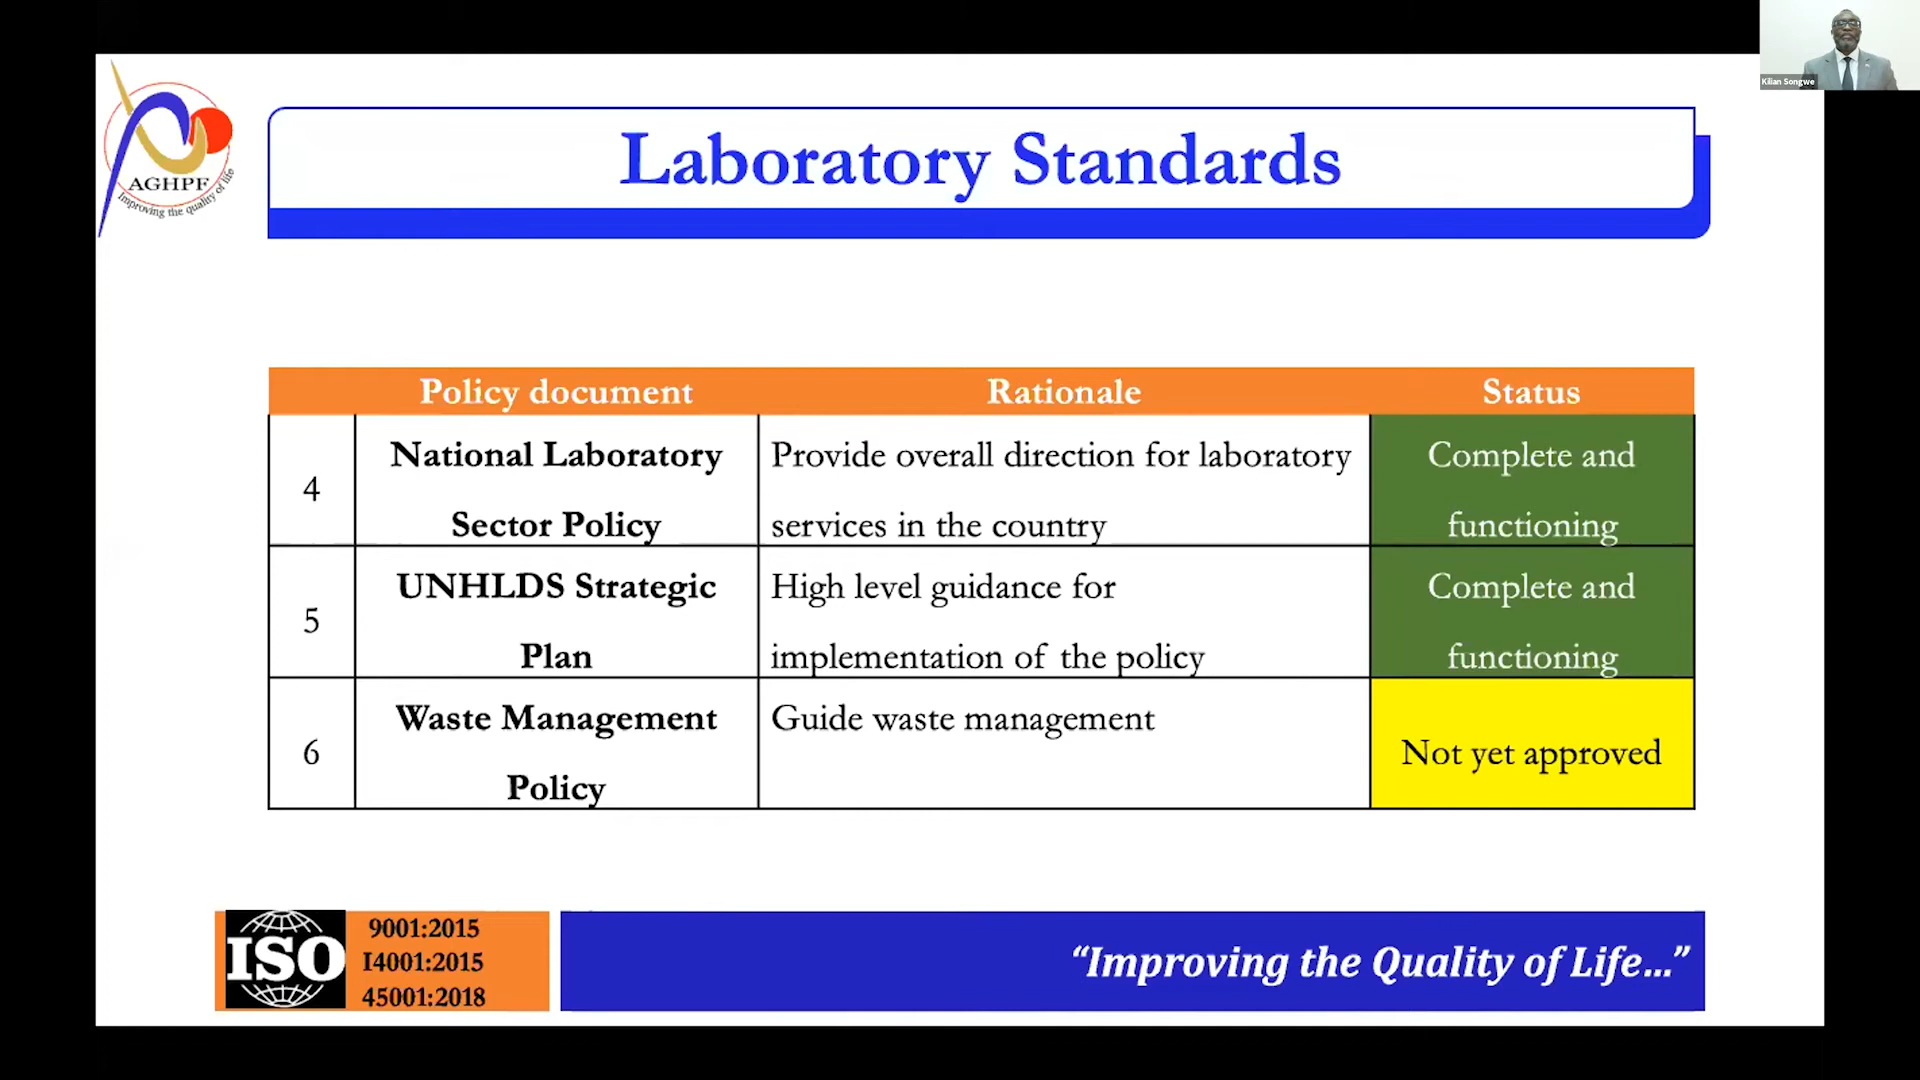 Kilian Songwe
AGHPF
Improving the quality of life
Laboratory Standards
Policy document Rationale Status
4 National Laboratory Sector Policy Provide overall direction for laboratory services in the country Complete and functioning
5 UNHLDS Strategic Plan High level guidance for implementation of the policy Complete and functioning
6 Waste Management Policy Guide waste management Not yet approved
ISO
9001:2015
I4001:2015
45001:2018
“Improving the Quality of Life...”